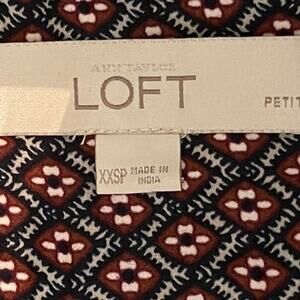 ANN TAYLOR
LOFT
PETIT
XXSP
MADE IN
INDIA